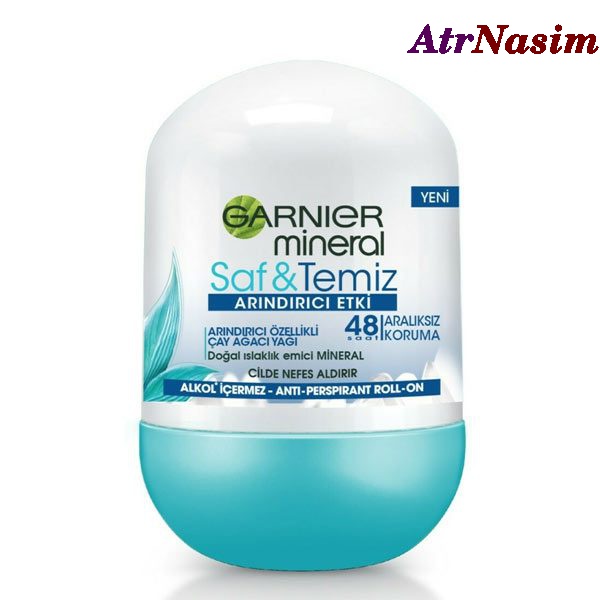 AtrNasim
YENİ
GARNIER
mineral
Saf&Temiz
ARINDIRICI ETKİ
ARINDIRICI ÖZELLİKLİ
ÇAY AGACI YAĞI
48 saat ARALIKSIZ KORUMA
Doğal ıslaklık emici MİNERAL
CİLDE NEFES ALDIRIR
ALKOL* İÇERMEZ - ANTI-PERSPIRANT ROLL-ON